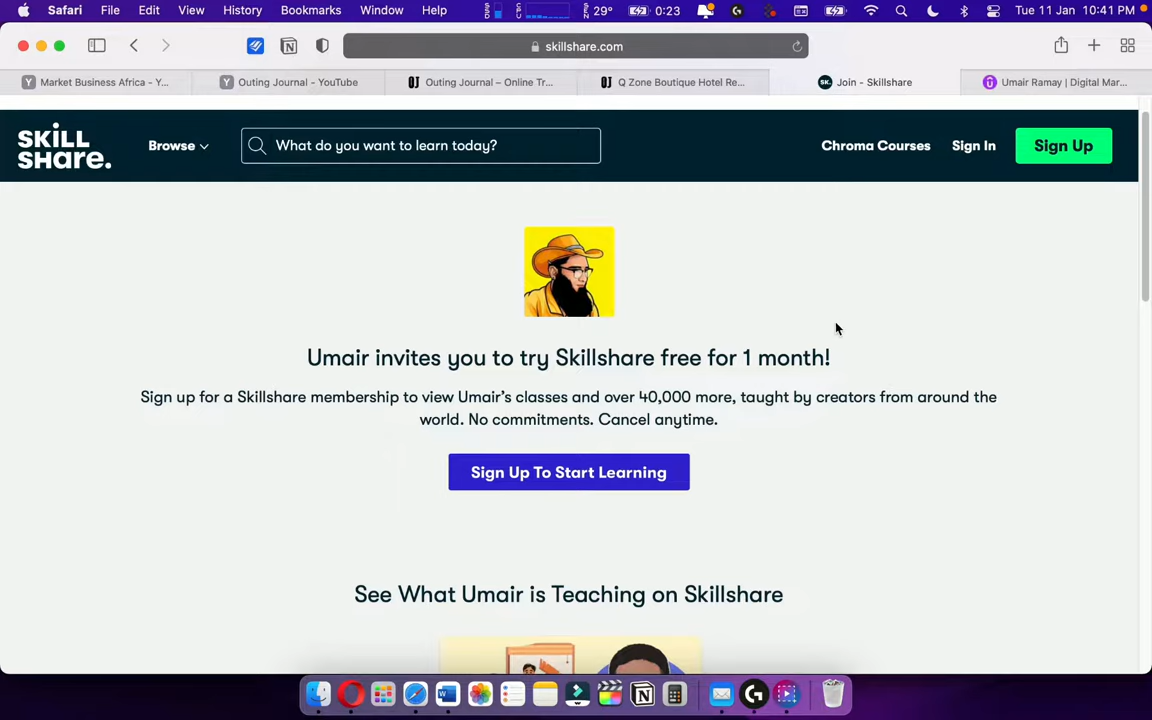 Safari File Edit View History Bookmarks Window Help 29° 0:23 Tue 11 Jan 10:41 PM
skillshare.com
Market Business Africa - Y... Outing Journal - YouTube Outing Journal – Online Tr... Q Zone Boutique Hotel Re... Join - Skillshare Umair Ramay | Digital Mar...
SKILL SHARE. Browse What do you want to learn today? Chroma Courses Sign In Sign Up
Umair invites you to try Skillshare free for 1 month!
Sign up for a Skillshare membership to view Umair's classes and over 40,000 more, taught by creators from around the
world. No commitments. Cancel anytime.
Sign Up To Start Learning
See What Umair is Teaching on Skillshare